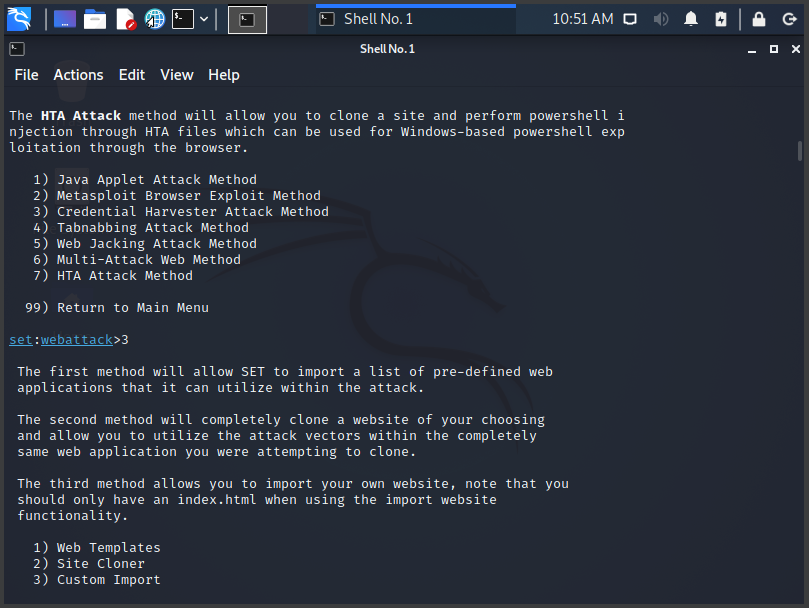 Shell No. 1
10:51 AM
Shell No. 1
File Actions Edit View Help
The HTA Attack method will allow you to clone a site and perform powershell i
njection through HTA files which can be used for Windows-based powershell exp
loitation through the browser.
1) Java Applet Attack Method
2) Metasploit Browser Exploit Method
3) Credential Harvester Attack Method
4) Tabnabbing Attack Method
5) Web Jacking Attack Method
6) Multi-Attack Web Method
7) HTA Attack Method
99) Return to Main Menu
set:webattack>3
The first method will allow SET to import a list of pre-defined web
applications that it can utilize within the attack.
The second method will completely clone a website of your choosing
and allow you to utilize the attack vectors within the completely
same web application you were attempting to clone.
The third method allows you to import your own website, note that you
should only have an index.html when using the import website
functionality.
1) Web Templates
2) Site Cloner
3) Custom Import